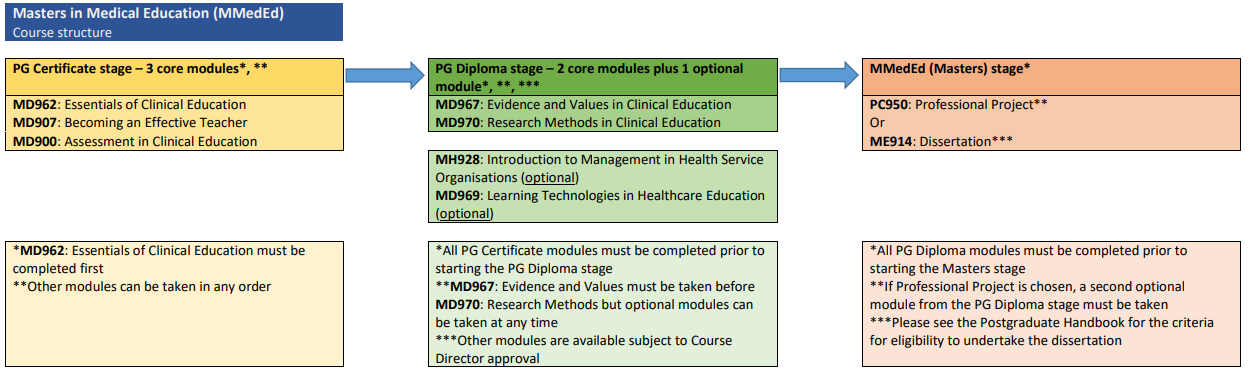 Masters in Medical Education (MMedEd)
Course structure
PG Certificate stage – 3 core modules*, **
MD962: Essentials of Clinical Education
MD907: Becoming an Effective Teacher
MD900: Assessment in Clinical Education
*MD962: Essentials of Clinical Education must be
completed first
**Other modules can be taken in any order
PG Diploma stage – 2 core modules plus 1 optional
module*, **, ***
MD967: Evidence and Values in Clinical Education
MD970: Research Methods in Clinical Education
MH928: Introduction to Management in Health Service
Organisations (optional)
MD969: Learning Technologies in Healthcare Education
(optional)
*All PG Certificate modules must be completed prior to
starting the PG Diploma stage
**MD967: Evidence and Values must be taken before
MD970: Research Methods but optional modules can
be taken at any time
***Other modules are available subject to Course
Director approval
MMedEd (Masters) stage*
PC950: Professional Project**
Or
ME914: Dissertation***
*All PG Diploma modules must be completed prior to
starting the Masters stage
**If Professional Project is chosen, a second optional
module from the PG Diploma stage must be taken
***Please see the Postgraduate Handbook for the criteria
for eligibility to undertake the dissertation